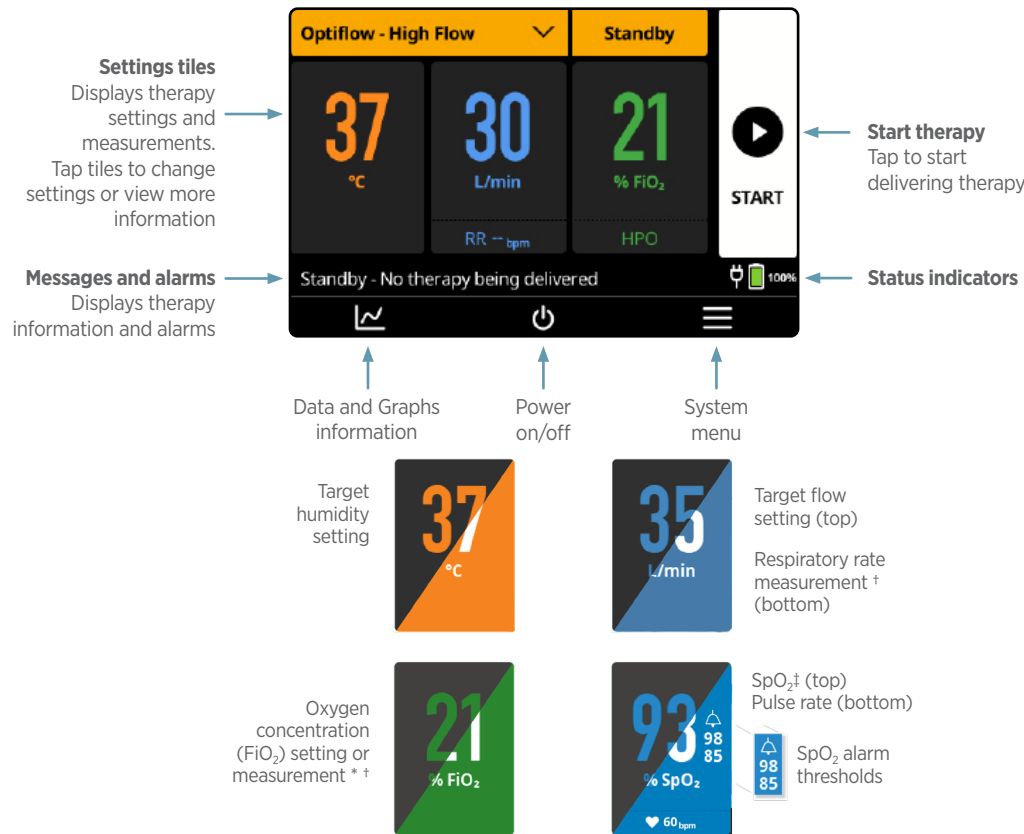 Optiflow - High Flow
Standby
37
°C
30
L/min
RR -- bpm
21
% FiO₂
HPO
START
Standby - No therapy being delivered
100%
Settings tiles
Displays therapy
settings and
measurements.
Tap tiles to change
settings or view more
information
Messages and alarms
Displays therapy
information and alarms
Start therapy
Tap to start
delivering therapy
Status indicators
Data and Graphs
information
Power
on/off
System
menu
Target
humidity
setting
37
°C
35
L/min
Target flow
setting (top)
Respiratory rate
measurement †
(bottom)
Oxygen
concentration
(FiO₂) setting or
measurement * †
21
% FiO₂
93
% SpO₂
98
85
60 bpm
SpO₂‡ (top)
Pulse rate (bottom)
98
85
SpO₂ alarm
thresholds